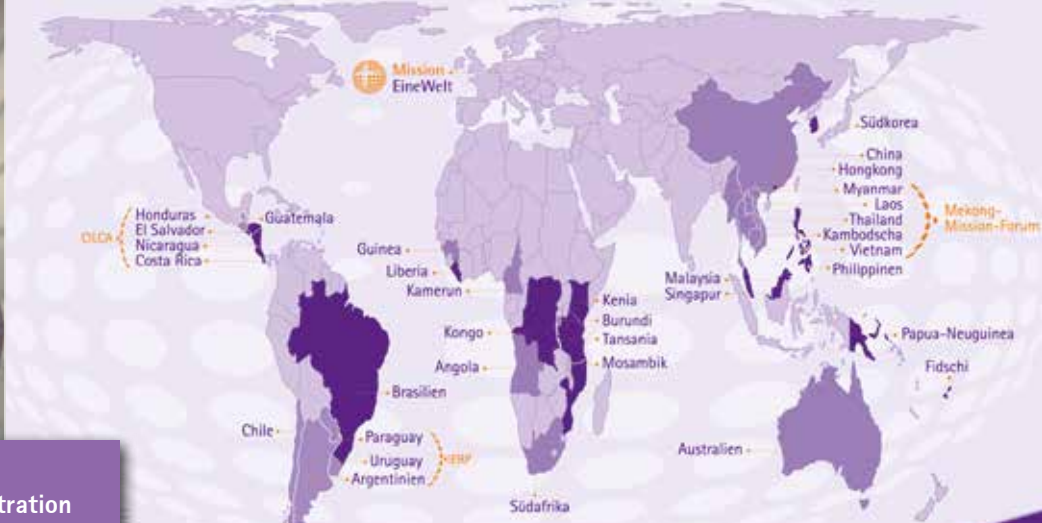 Mission
EineWelt
Südkorea
China
Hongkong
Myanmar
Laos
Thailand
Kambodscha
Vietnam
Philippinen
Mekong-
Mission-Forum
Malaysia
Singapur
Papua-Neuguinea
Fidschi
Australien
Honduras
El Salvador
Nicaragua
Costa Rica
Guatemala
Guinea
Liberia
Kamerun
Kongo
Angola
Kenia
Burundi
Tansania
Mosambik
Südafrika
Brasilien
Chile
Paraguay
Uruguay
Argentinien
IERP
tration